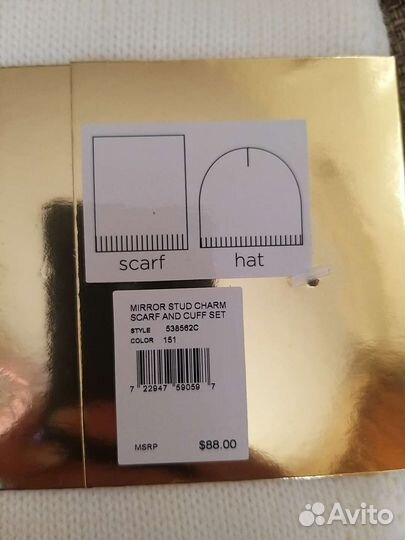 scarf hat
MIRROR STUD CHARM
SCARF AND CUFF SET
STYLE 538562C
COLOR 151
7 22947 59059 7
MSRP $88.00
Avito